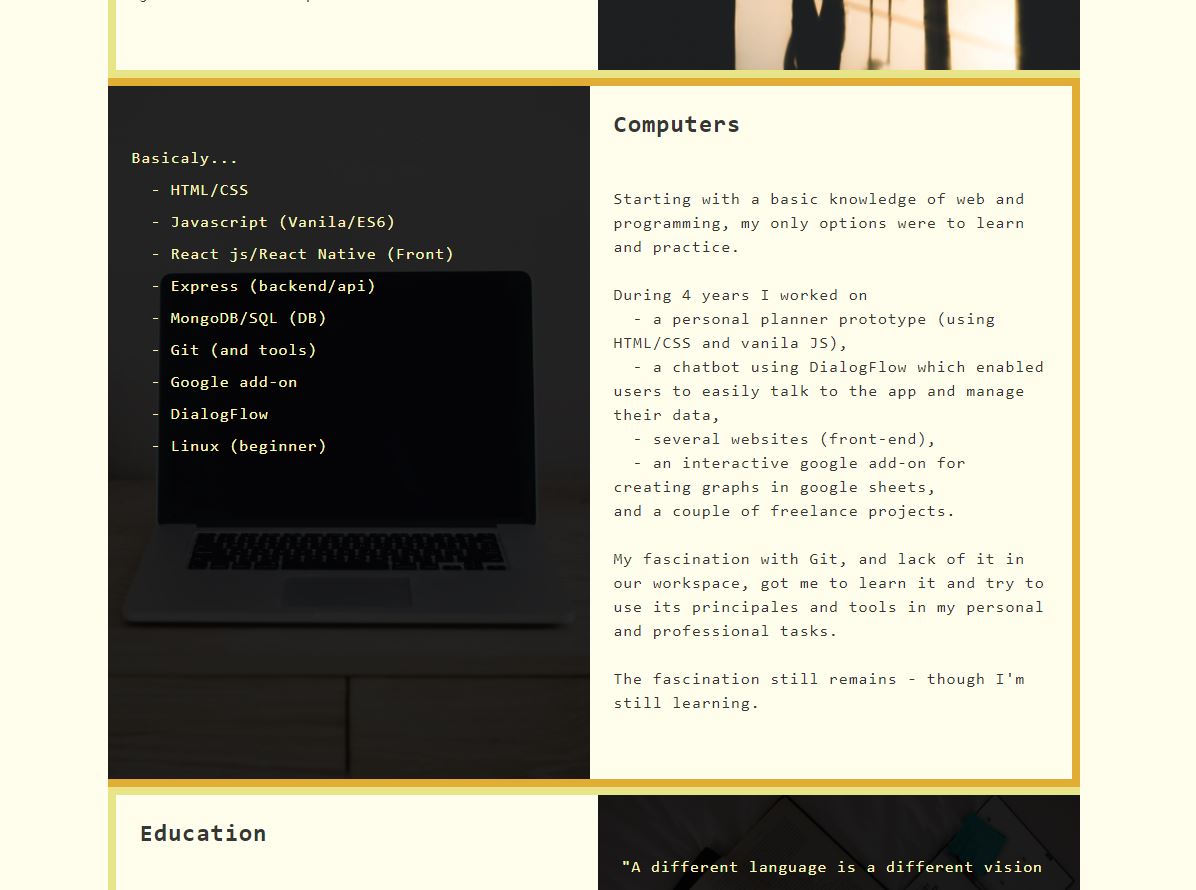 Basicaly...
- HTML/CSS
- Javascript (Vanila/ES6)
- React js/React Native (Front)
- Express (backend/api)
- MongoDB/SQL (DB)
- Git (and tools)
- Google add-on
- DialogFlow
- Linux (beginner)
Computers
Starting with a basic knowledge of web and
programming, my only options were to learn
and practice.
During 4 years I worked on
- a personal planner prototype (using
HTML/CSS and vanila JS),
- a chatbot using DialogFlow which enabled
users to easily talk to the app and manage
their data,
- several websites (front-end),
- an interactive google add-on for
creating graphs in google sheets,
and a couple of freelance projects.
My fascination with Git, and lack of it in
our workspace, got me to learn it and try to
use its principales and tools in my personal
and professional tasks.
The fascination still remains - though I'm
still learning.
Education
"A different language is a different vision